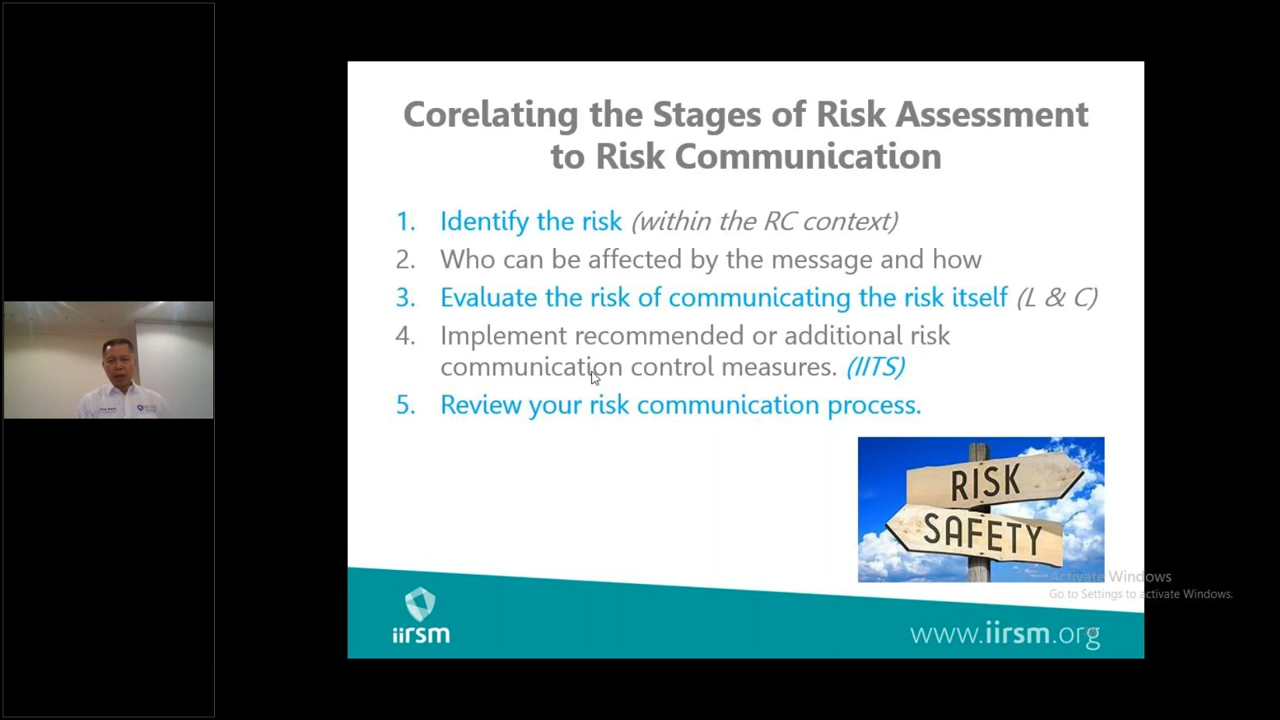 Corelating the Stages of Risk Assessment
to Risk Communication
1. Identify the risk (within the RC context)
2. Who can be affected by the message and how
3. Evaluate the risk of communicating the risk itself (L & C)
4. Implement recommended or additional risk
communication control measures. (IITS)
5. Review your risk communication process.
RISK
SAFETY
Activate Windows
Go to Settings to activate Windows.
iirsm
www.iirsm.org